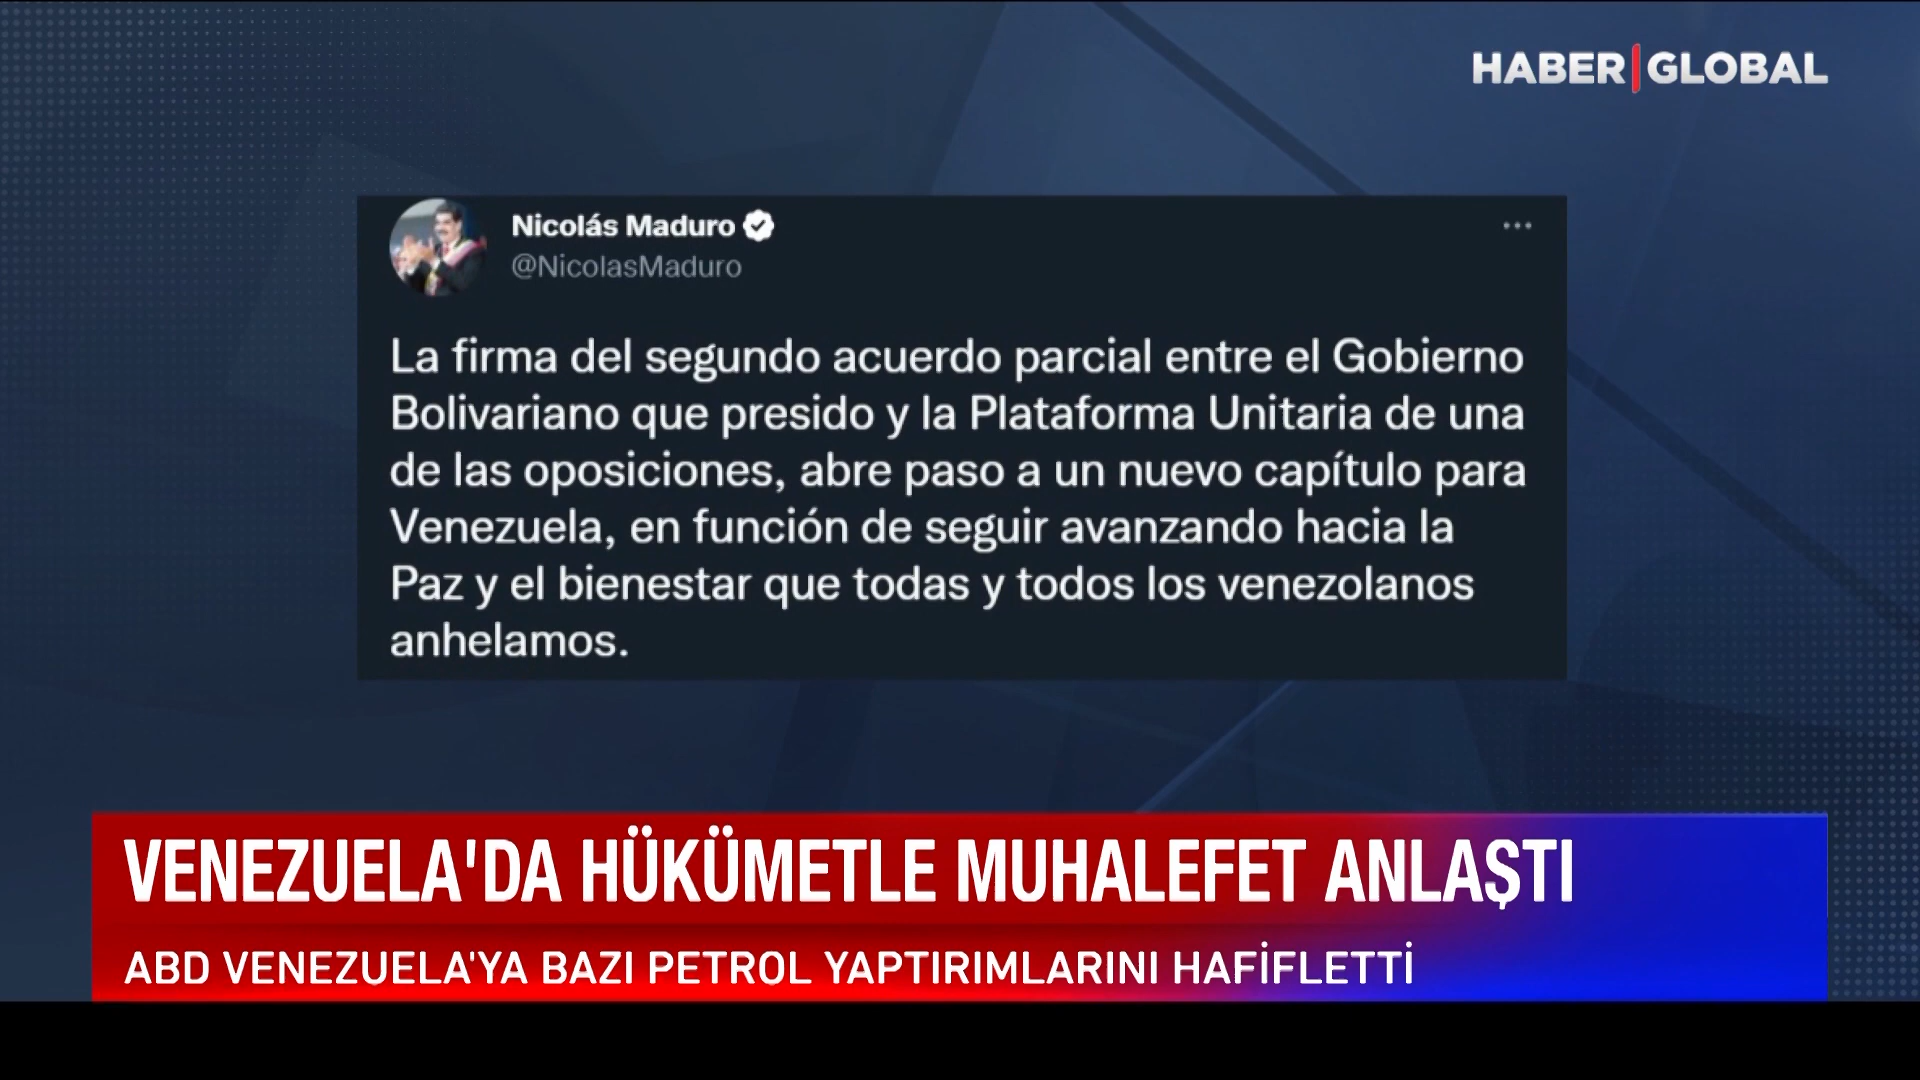 HABER|GLOBAL
Nicolás Maduro
@NicolasMaduro
La firma del segundo acuerdo parcial entre el Gobierno
Bolivariano que presido y la Plataforma Unitaria de una
de las oposiciones, abre paso a un nuevo capítulo para
Venezuela, en función de seguir avanzando hacia la
Paz y el bienestar que todas y todos los venezolanos
anhelamos.
VENEZUELA'DA HÜKÜMETLE MUHALEFET ANLAŞTI
ABD VENEZUELA'YA BAZI PETROL YAPTIRIMLARINI HAFİFLETTİ